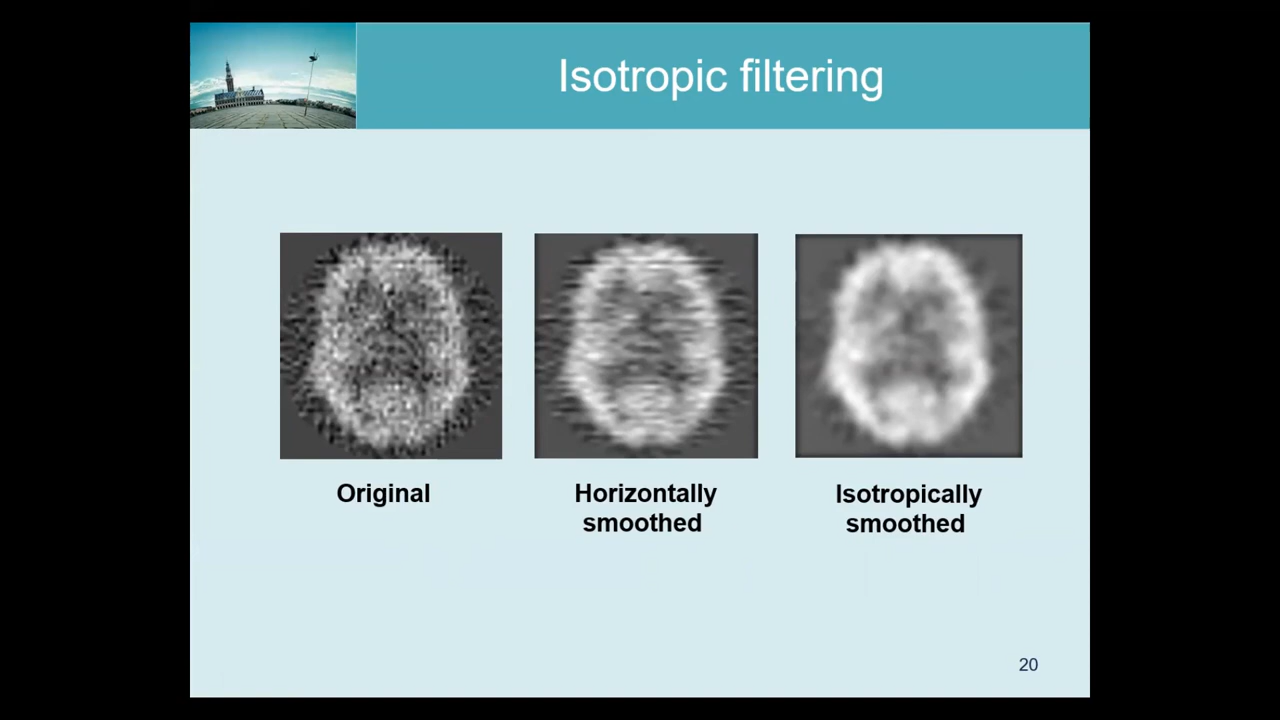 Isotropic filtering
Original
Horizontally
smoothed
Isotropically
smoothed
20